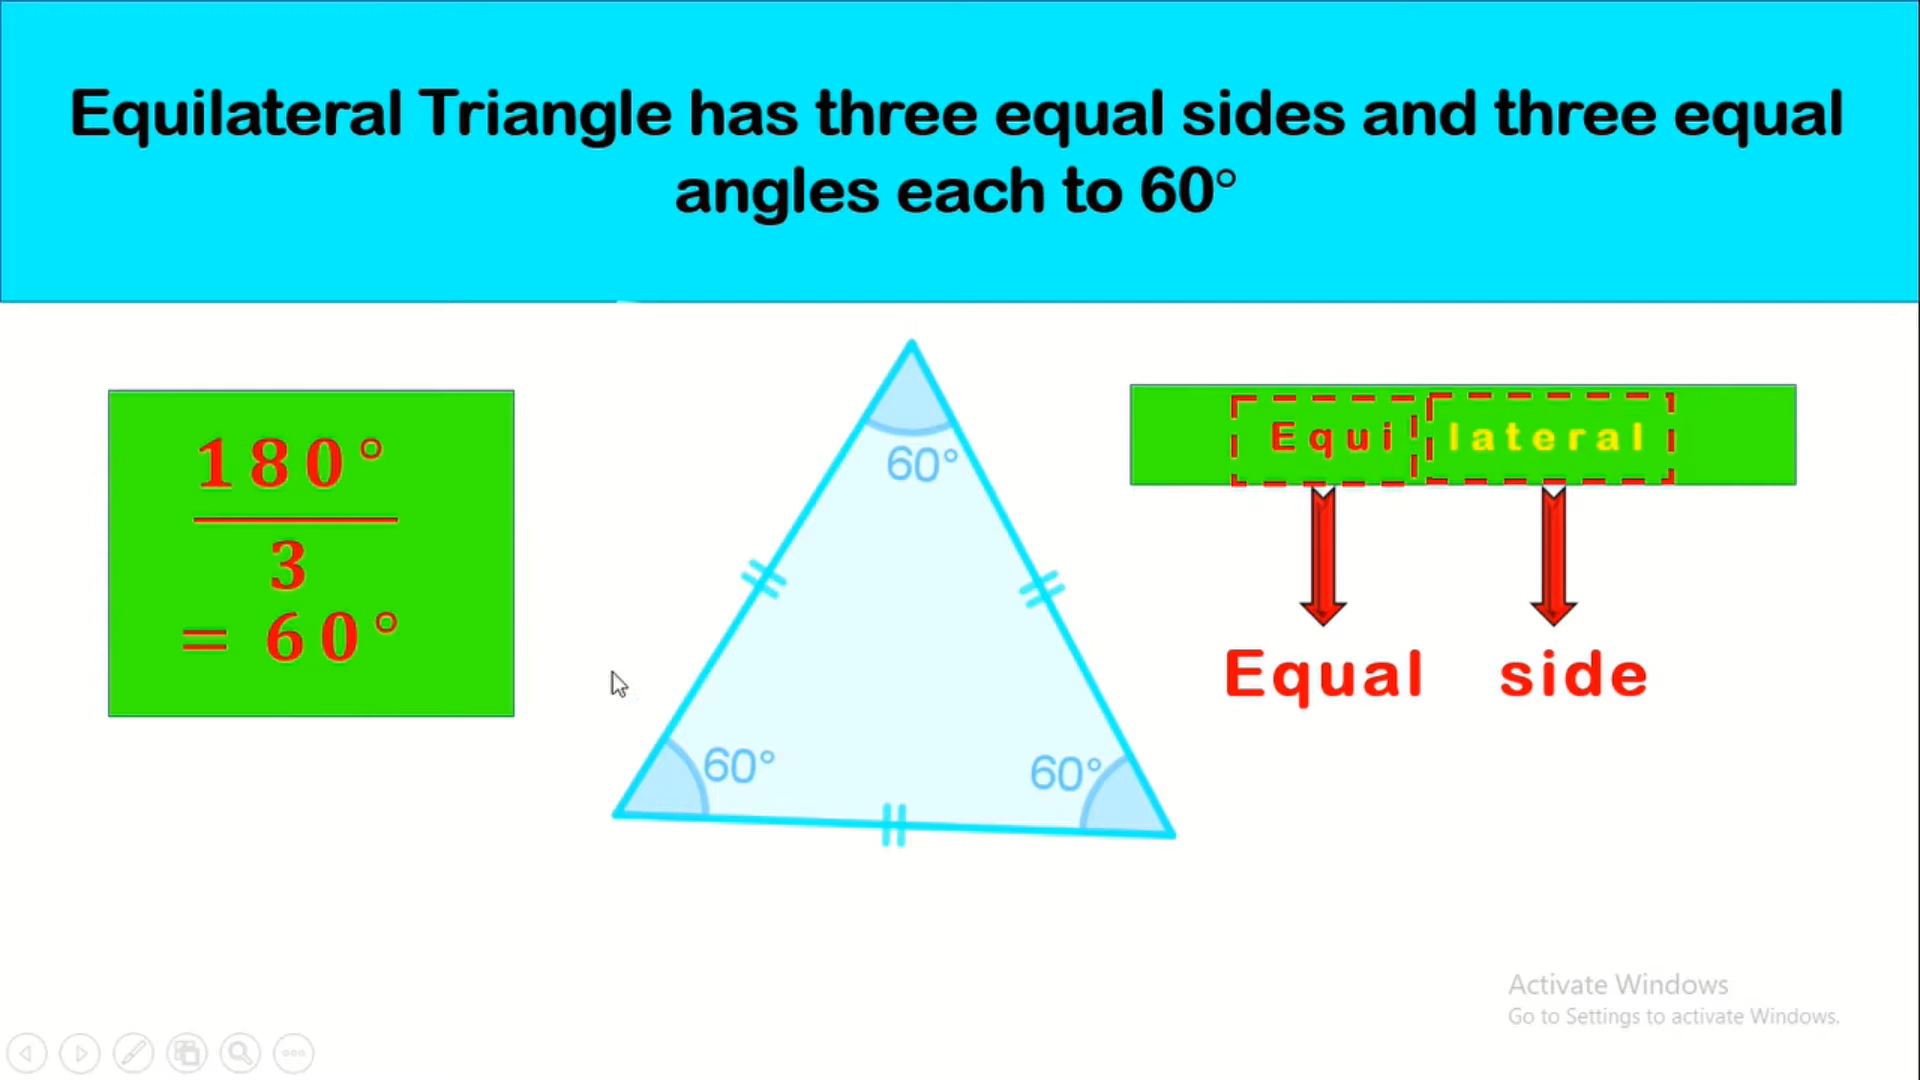 Equilateral Triangle has three equal sides and three equal
angles each to 60°
180°
3
= 60°
60°
60°
60°
Equi lateral
Equal side
Activate Windows
Go to Settings to activate Windows.